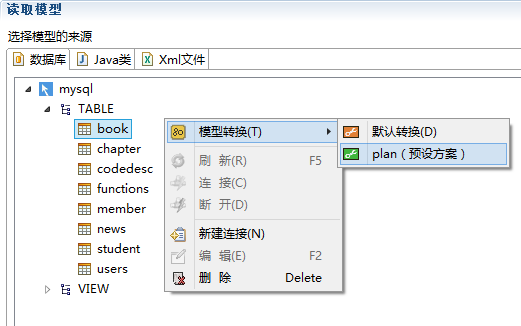 读取模型
选择模型的来源
数据库 Java类 Xml文件
mysql
TABLE
book
chapter
codedesc
functions
member
news
student
users
VIEW
模型转换(T)
刷 新(R) F5
连 接(C)
断 开(D)
新建连接(N)
编 辑(E) F2
删 除 Delete
默认转换(D)
plan（预设方案）